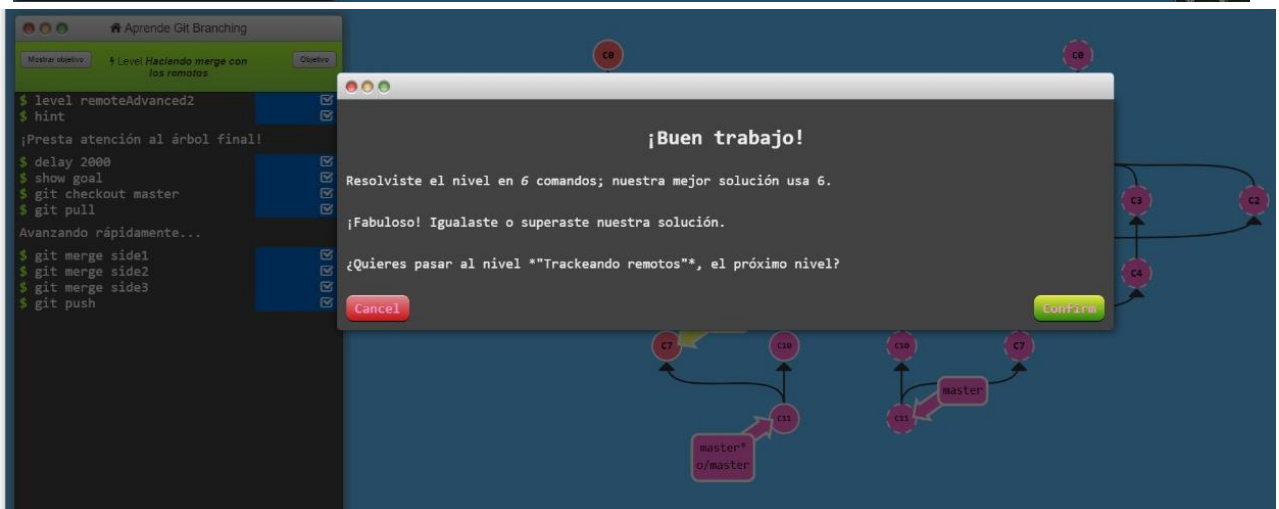 Aprende Git Branching
Mostrar objetivo
Level Haciendo merge con
los remotos
Objetivo
$ level remoteAdvanced2
$ hint
¡Presta atención al árbol final!
$ delay 2000
$ show goal
$ git checkout master
$ git pull
Avanzando rápidamente...
$ git merge side1
$ git merge side2
$ git merge side3
$ git push
¡Buen trabajo!
Resolviste el nivel en 6 comandos; nuestra mejor solución usa 6.
¡Fabuloso! Igualaste o superaste nuestra solución.
¿Quieres pasar al nivel *"Trackeando remotos"*, el próximo nivel?
Cancel
Confirm
C0
C0
C3
C2
C4
C7
C10
C10
C7
master
C11
C11
master*
o/master